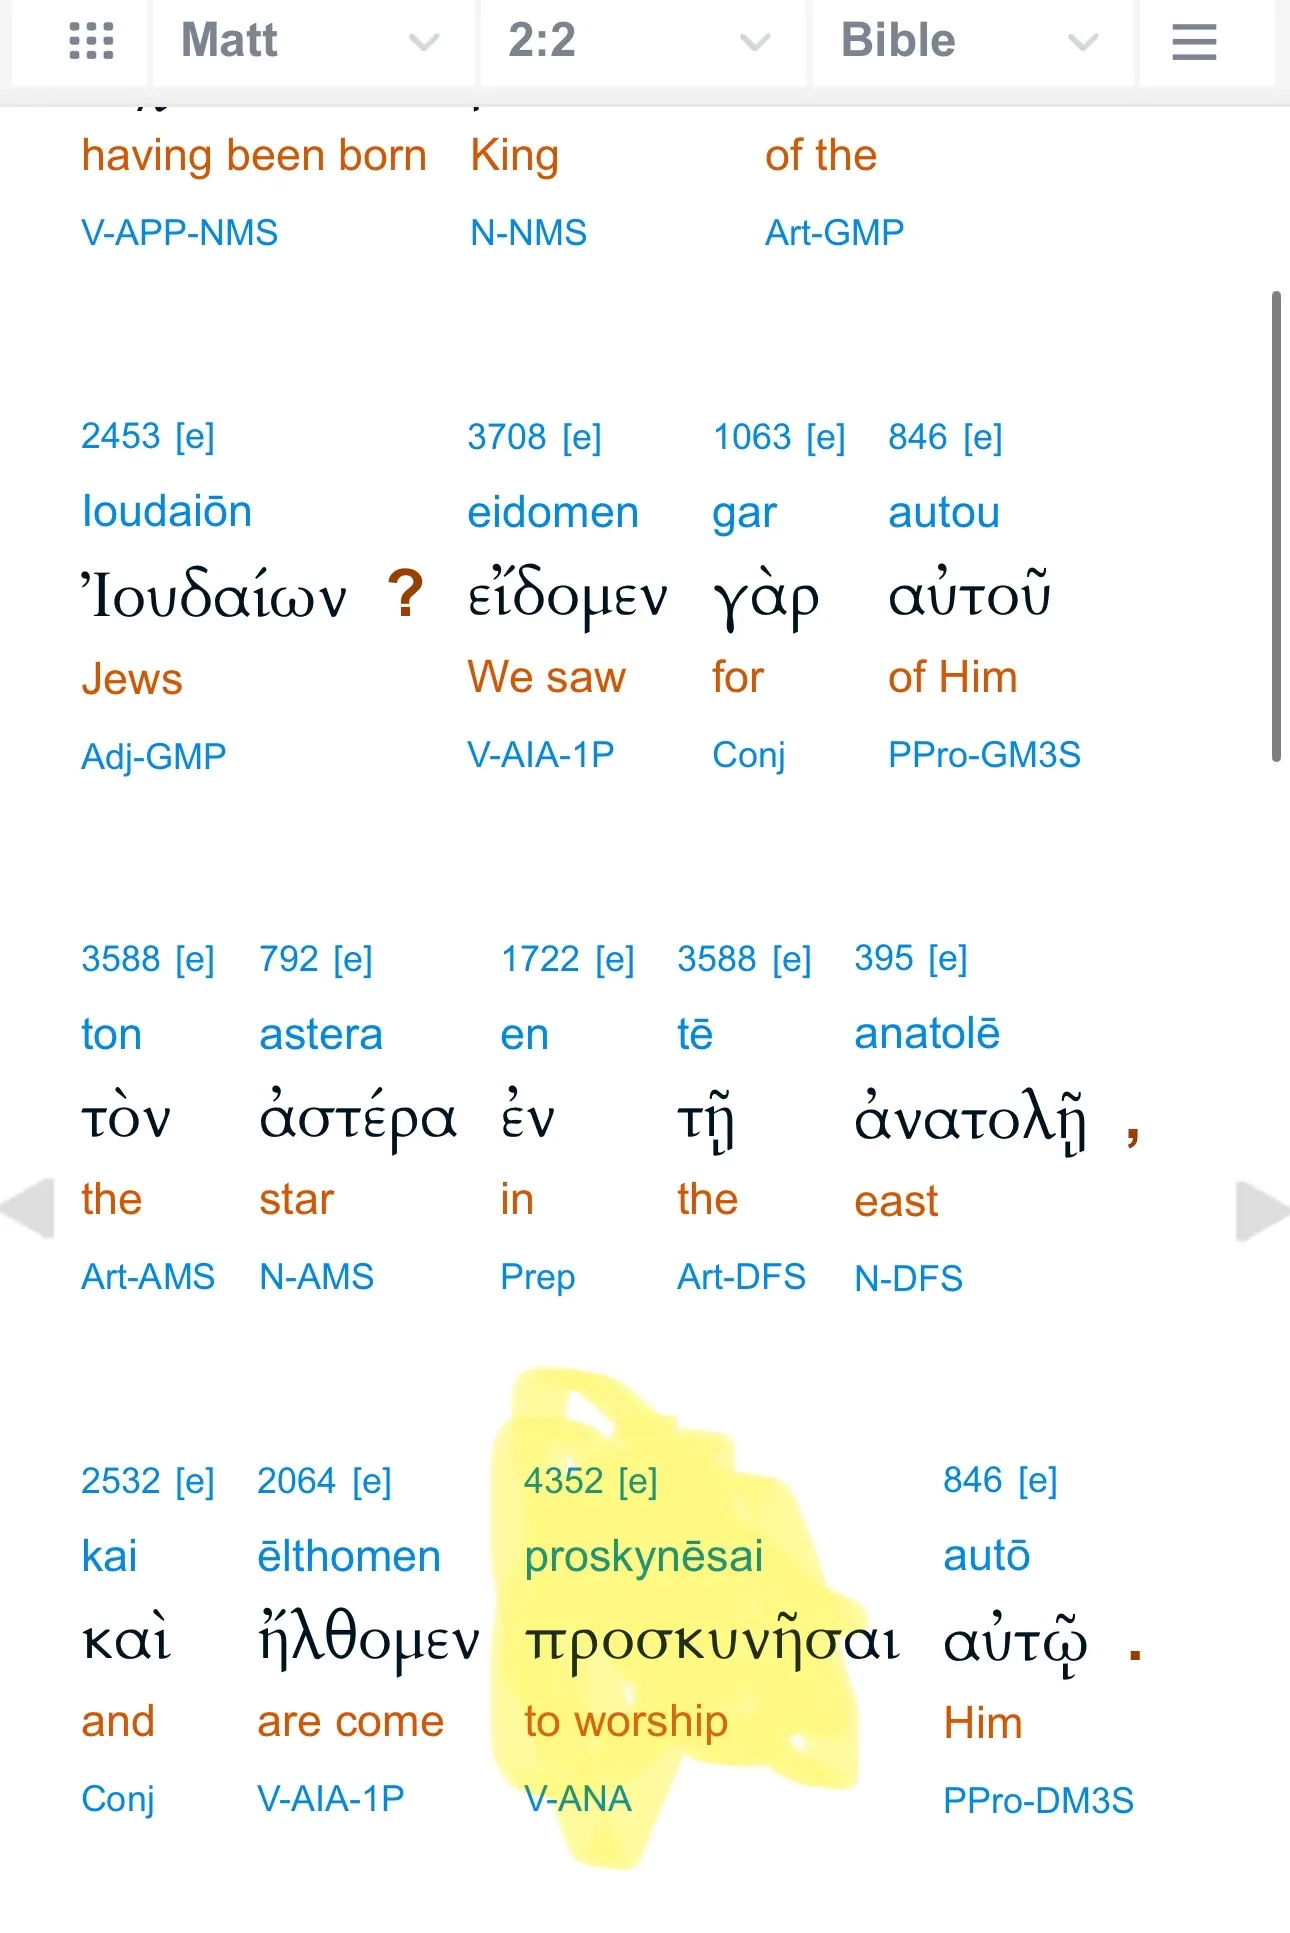 Matt 2:2 Bible
having been born King of the
V-APP-NMS N-NMS Art-GMP
2453 [e] 3708 [e] 1063 [e] 846 [e]
Ioudaiōn eidomen gar autou
Ἰουδαίων ? εἴδομεν γὰρ αὐτοῦ
Jews We saw for of Him
Adj-GMP V-AIA-1P Conj PPro-GM3S
3588 [e] 792 [e] 1722 [e] 3588 [e] 395 [e]
ton astera en tē anatolē
τὸν ἀστέρα ἐν τῇ ἀνατολῇ ,
the star in the east
Art-AMS N-AMS Prep Art-DFS N-DFS
2532 [e] 2064 [e] 4352 [e] 846 [e]
kai ēlthomen proskynēsai autō
καὶ ἤλθομεν προσκυνῆσαι αὐτῷ .
and are come to worship Him
Conj V-AIA-1P V-ANA PPro-DM3S